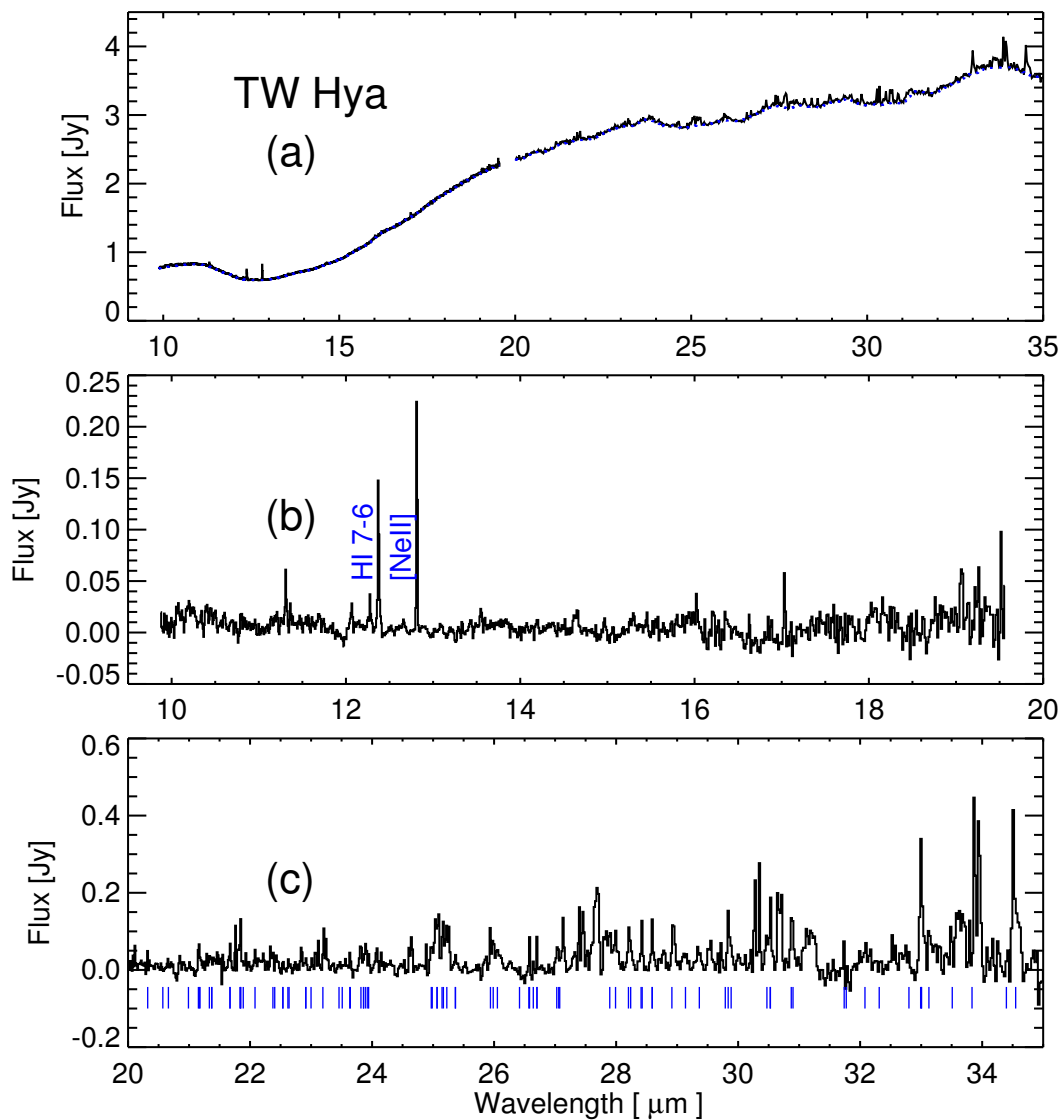 TW Hya
(a)
Flux [Jy]
4
3
2
1
0
10 15 20 25 30 35
0.25
0.20
0.15
0.10
0.05
0.00
-0.05
Flux [Jy]
(b)
HI 7-6
[NeII]
10 12 14 16 18 20
0.6
0.4
0.2
0.0
-0.2
Flux [Jy]
(c)
20 22 24 26 28 30 32 34
Wavelength [ μm ]